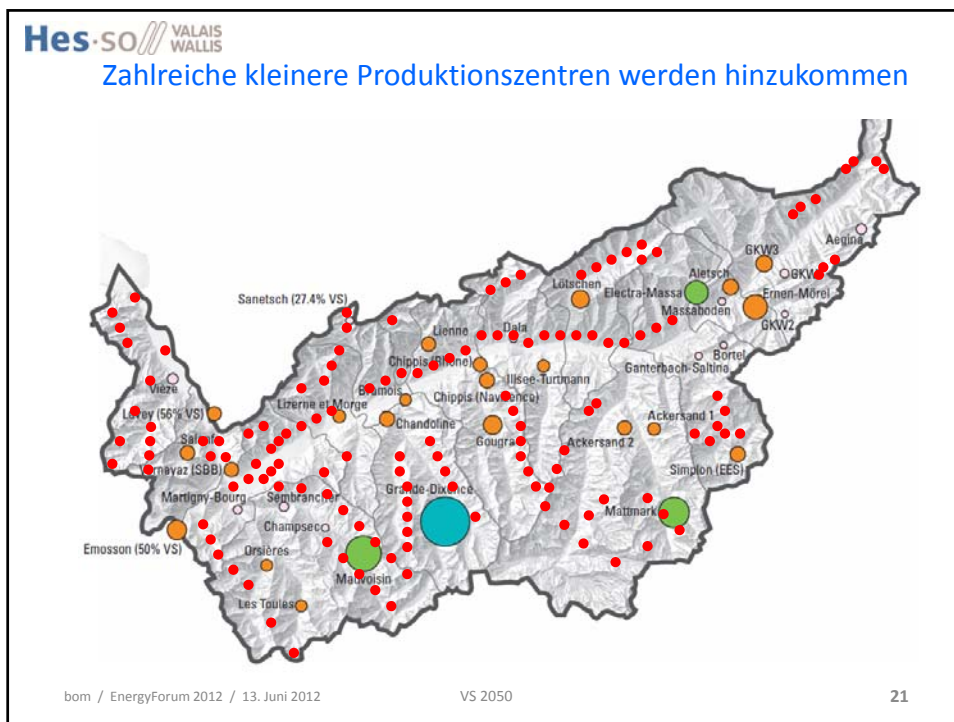 Hes·so/// VALAIS
WALLIS
Zahlreiche kleinere Produktionszentren werden hinzukommen
Aegina
GKW3
Aletsch
Lötschen
Electra-Massa
Ernen-Mörel
Massaboden
GKW2
Sanetsch (27.4% VS)
Lienne
Dala
Bortel
Ganterbach-Saltina
Chippis (Rhône)
Illsee-Turtmann
Vièze
Bramois
Chippis (Navizence)
Lizerne et Morge
Lavey (56% VS)
Chandoline
Gougra
Ackersand 1
Ackersand 2
Vernayaz (SBB)
Simplon (EES)
Martigny-Bourg
Sembrancher
Grande-Dixence
Champsec
Mattmark
Emosson (50% VS)
Orsières
Mauvoisin
Les Toules
bom / EnergyForum 2012 / 13. Juni 2012
VS 2050
21